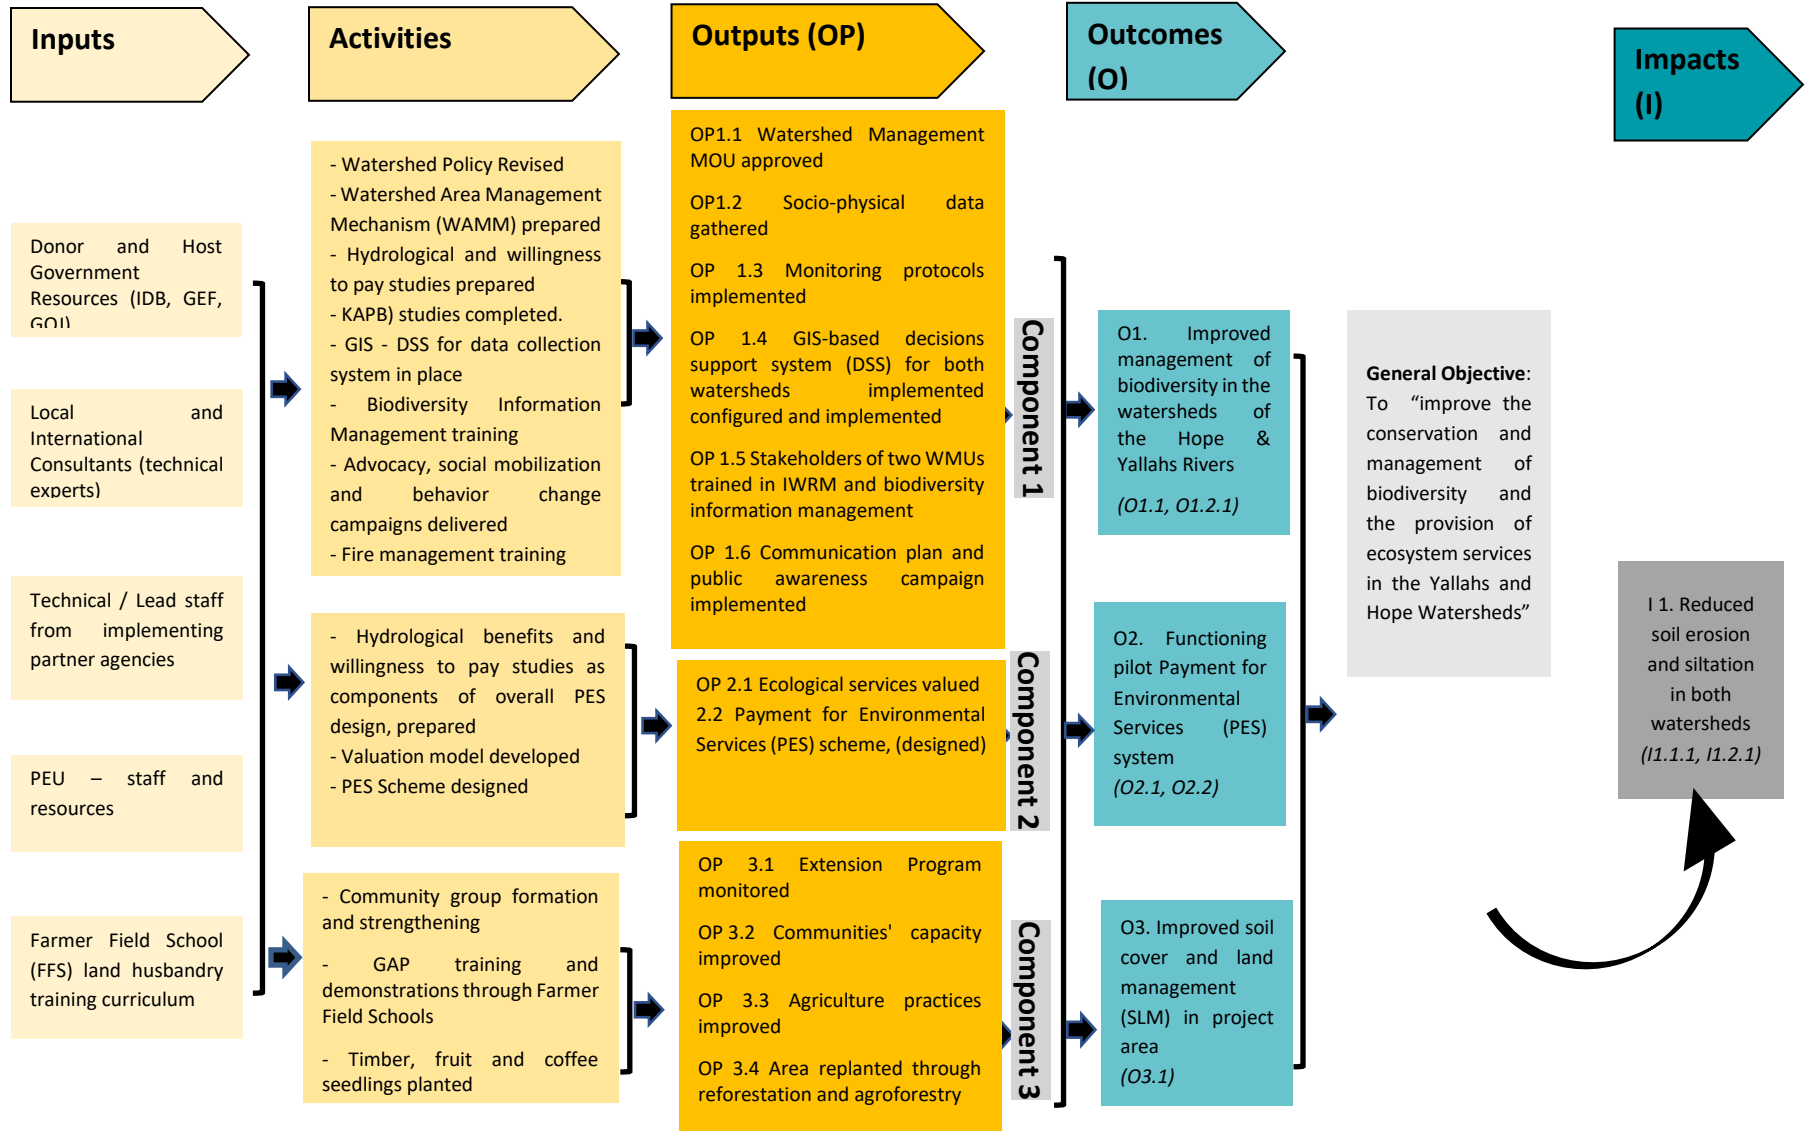 Inputs
Activities
Outputs (OP)
Outcomes
(O)
Impacts
(I)
Donor and Host
Government
Resources (IDB, GEF,
GOJ)
Local and
International
Consultants (technical
experts)
Technical / Lead staff
from implementing
partner agencies
PEU – staff and
resources
Farmer Field School
(FFS) land husbandry
training curriculum
- Watershed Policy Revised
- Watershed Area Management
Mechanism (WAMM) prepared
- Hydrological and willingness
to pay studies prepared
- KAPB) studies completed.
- GIS - DSS for data collection
system in place
- Biodiversity Information
Management training
- Advocacy, social mobilization
and behavior change
campaigns delivered
- Fire management training
- Hydrological benefits and
willingness to pay studies as
components of overall PES
design, prepared
- Valuation model developed
- PES Scheme designed
- Community group formation
and strengthening
- GAP training and
demonstrations through Farmer
Field Schools
- Timber, fruit and coffee
seedlings planted
OP1.1 Watershed Management
MOU approved
OP1.2 Socio-physical data
gathered
OP 1.3 Monitoring protocols
implemented
OP 1.4 GIS-based decisions
support system (DSS) for both
watersheds implemented
configured and implemented
OP 1.5 Stakeholders of two WMUs
trained in IWRM and biodiversity
information management
OP 1.6 Communication plan and
public awareness campaign
implemented
OP 2.1 Ecological services valued
2.2 Payment for Environmental
Services (PES) scheme, (designed)
OP 3.1 Extension Program
monitored
OP 3.2 Communities' capacity
improved
OP 3.3 Agriculture practices
improved
OP 3.4 Area replanted through
reforestation and agroforestry
Component 1
Component 2
Component 3
O1. Improved
management of
biodiversity in the
watersheds of
the Hope &
Yallahs Rivers
(O1.1, O1.2.1)
O2. Functioning
pilot Payment for
Environmental
Services (PES)
system
(O2.1, O2.2)
O3. Improved soil
cover and land
management
(SLM) in project
area
(O3.1)
General Objective:
To “improve the
conservation and
management of
biodiversity and
the provision of
ecosystem services
in the Yallahs and
Hope Watersheds”
I 1. Reduced
soil erosion
and siltation
in both
watersheds
(I1.1.1, I1.2.1)